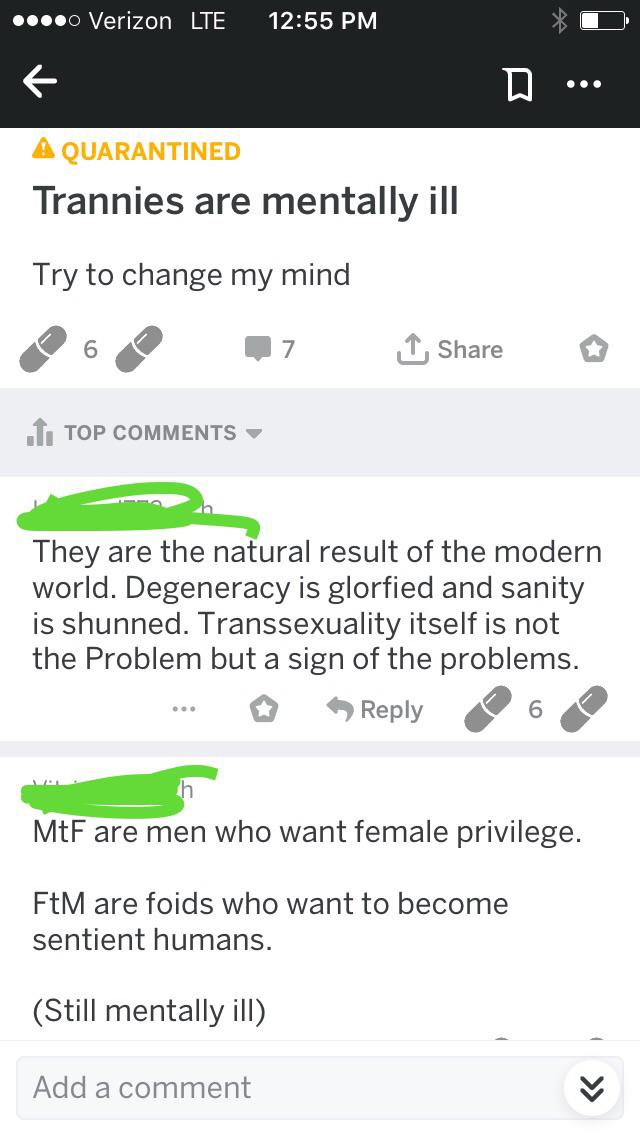 Verizon LTE 12:55 PM
QUARANTINED
Trannies are mentally ill
Try to change my mind
6 7 Share
TOP COMMENTS
h
They are the natural result of the modern
world. Degeneracy is glorfied and sanity
is shunned. Transsexuality itself is not
the Problem but a sign of the problems.
Reply 6
h
MtF are men who want female privilege.
FtM are foids who want to become
sentient humans.
(Still mentally ill)
Add a comment